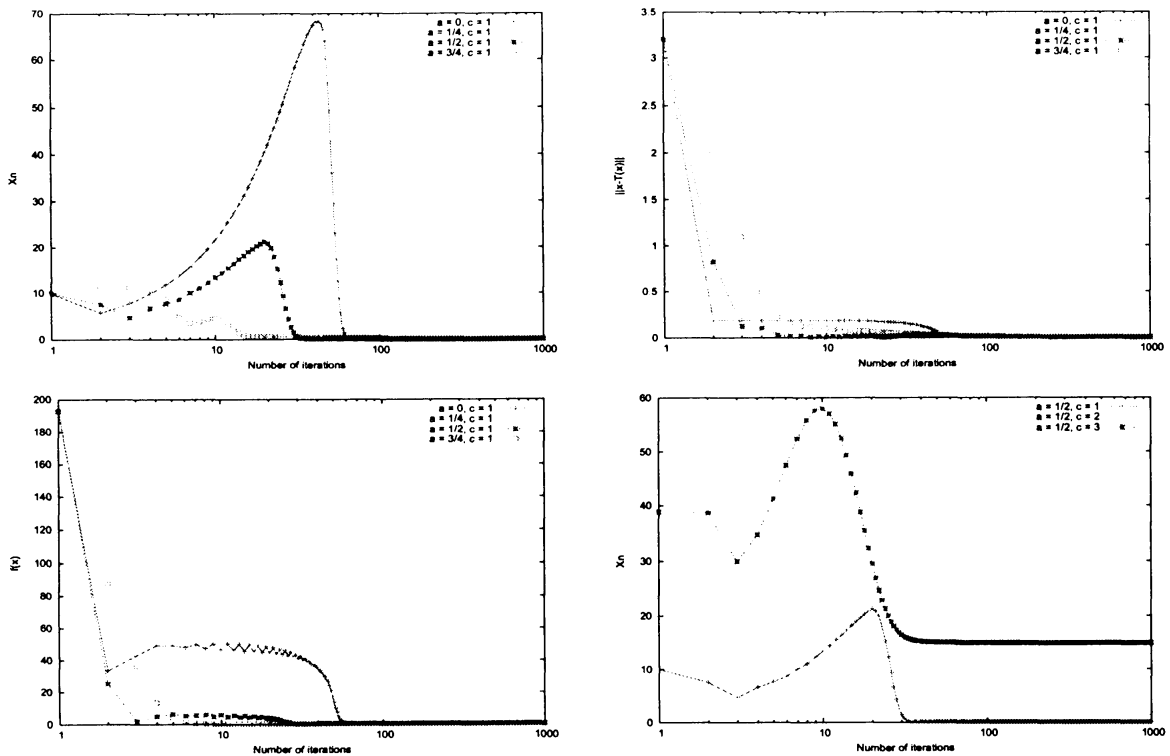 70
60
50
40
30
20
10
0
Xn
a = 0, c = 1
a = 1/4, c = 1
a = 1/2, c = 1
a = 3/4, c = 1
1 10 100 1000
Number of iterations
3.5
3
2.5
2
1.5
1
0.5
0
||x-T(x)||
a = 0, c = 1
a = 1/4, c = 1
a = 1/2, c = 1
a = 3/4, c = 1
1 10 100 1000
Number of iterations
200
180
160
140
120
100
80
60
40
20
0
f(x)
a = 0, c = 1
a = 1/4, c = 1
a = 1/2, c = 1
a = 3/4, c = 1
1 10 100 1000
Number of iterations
60
50
40
30
20
10
0
Xn
a = 1/2, c = 1
a = 1/2, c = 2
a = 1/2, c = 3
1 10 100 1000
Number of iterations